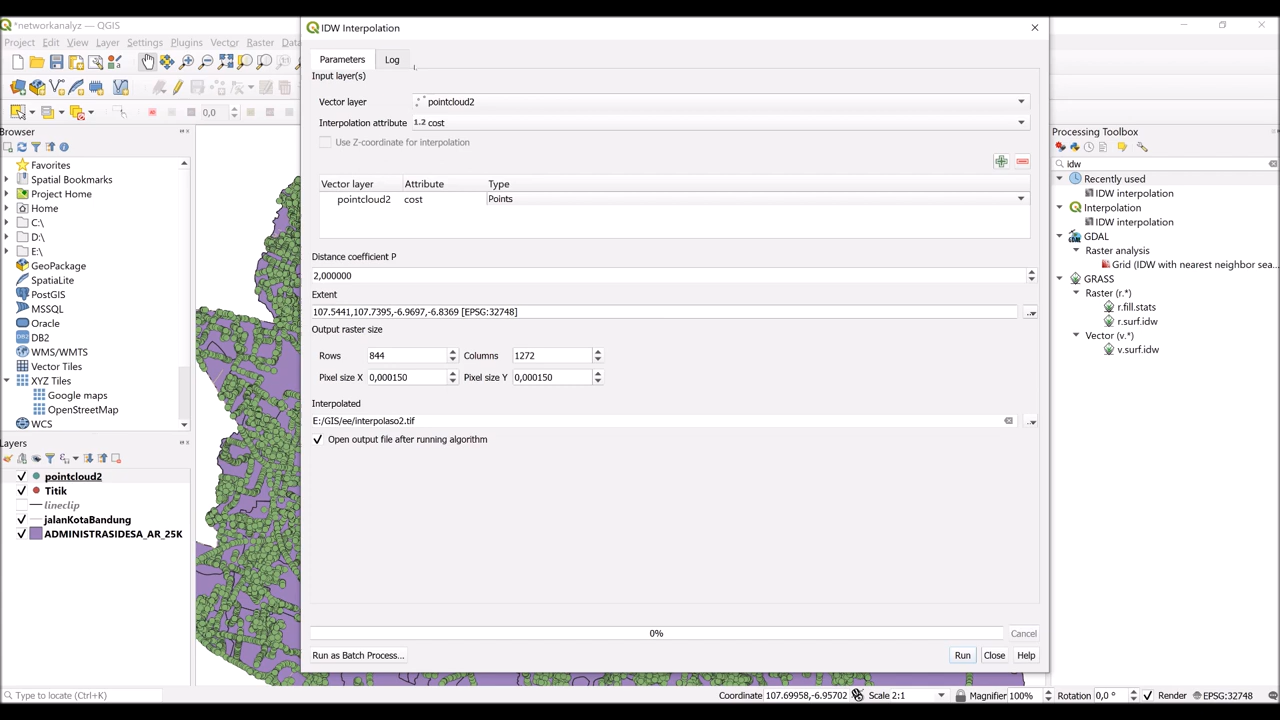 *networkanalyz — QGIS
Project Edit View Layer Settings Plugins Vector Raster Data
0,0
Browser
Favorites
Spatial Bookmarks
Project Home
Home
C:\
D:\
E:\
GeoPackage
SpatiaLite
PostGIS
MSSQL
Oracle
DB2
WMS/WMTS
Vector Tiles
XYZ Tiles
Google maps
OpenStreetMap
WCS
Layers
pointcloud2
Titik
lineclip
jalanKotaBandung
ADMINISTRASIDESA_AR_25K
IDW Interpolation
Parameters Log
Input layer(s)
Vector layer pointcloud2
Interpolation attribute 1.2 cost
Use Z-coordinate for interpolation
Vector layer Attribute Type
pointcloud2 cost Points
Distance coefficient P
2,000000
Extent
107.5441,107.7395,-6.9697,-6.8369 [EPSG:32748]
Output raster size
Rows 844 Columns 1272
Pixel size X 0,000150 Pixel size Y 0,000150
Interpolated
E:/GIS/ee/interpolaso2.tif
Open output file after running algorithm
0% Cancel
Run as Batch Process... Run Close Help
Processing Toolbox
idw
Recently used
IDW interpolation
Interpolation
IDW interpolation
GDAL
Raster analysis
Grid (IDW with nearest neighbor sea...
GRASS
Raster (r.*)
r.fill.stats
r.surf.idw
Vector (v.*)
v.surf.idw
Type to locate (Ctrl+K) Coordinate 107.69958,-6.95702 Scale 2:1 Magnifier 100% Rotation 0,0 ° Render EPSG:32748